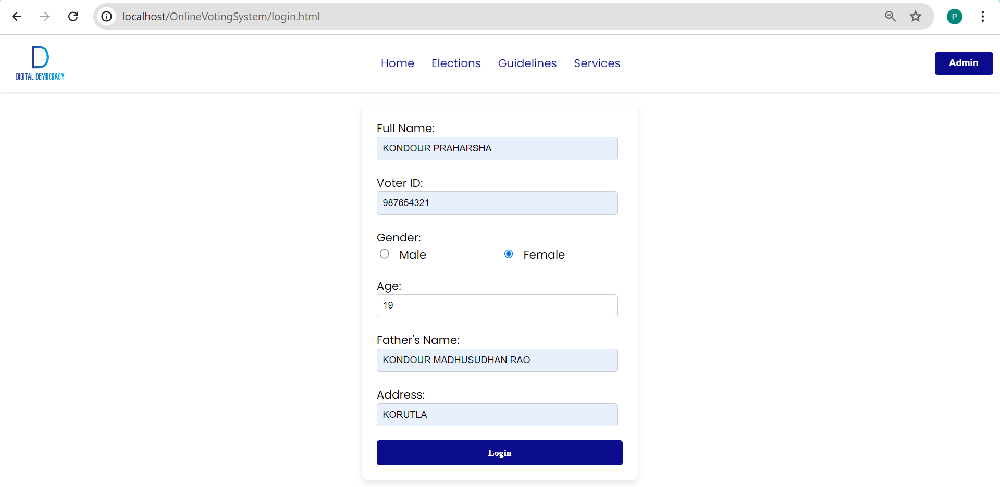 localhost/OnlineVotingSystem/login.html
P
D
DIGITAL DEMOCRACY
Home Elections Guidelines Services
Admin
Full Name:
KONDOUR PRAHARSHA
Voter ID:
987654321
Gender:
Male Female
Age:
19
Father's Name:
KONDOUR MADHUSUDHAN RAO
Address:
KORUTLA
Login